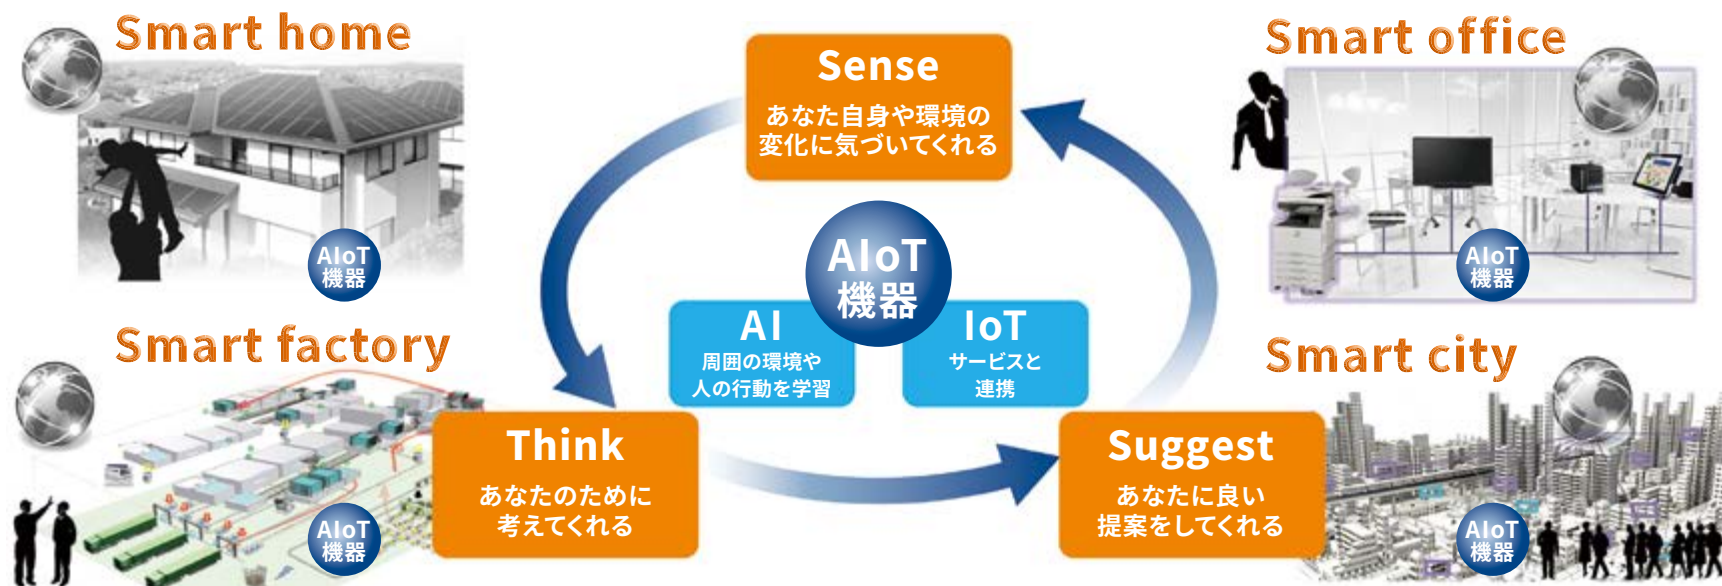 Smart home
AIoT
機器
Smart factory
AIoT
機器
Sense
あなた自身や環境の
変化に気づいてくれる
AIoT
機器
AI
周囲の環境や
人の行動を学習
IoT
サービスと
連携
Think
あなたのために
考えてくれる
Suggest
あなたに良い
提案をしてくれる
Smart office
AIoT
機器
Smart city
AIoT
機器